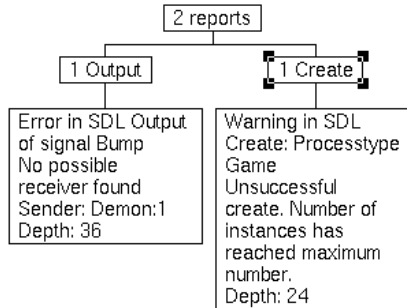 2 reports
1 Output
1 Create
Error in SDL Output
of signal Bump
No possible
receiver found
Sender: Demon:1
Depth: 36
Warning in SDL
Create: Processtype
Game
Unsuccessful
create. Number of
instances has
reached maximum
number.
Depth: 24